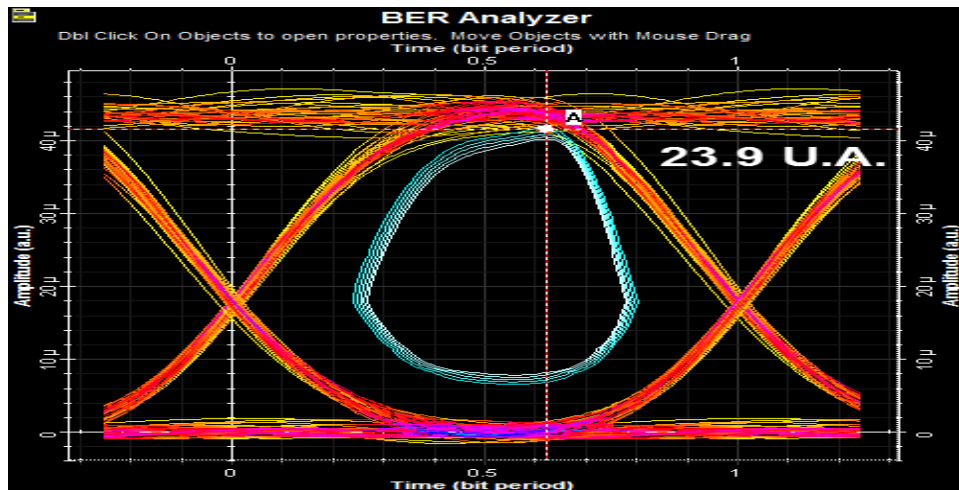 BER Analyzer
Dbl Click On Objects to open properties. Move Objects with Mouse Drag
Time (bit period)
0 0.5 1
A
23.9 U.A.
40 µ 40 µ
30 µ 30 µ
20 µ 20 µ
10 µ 10 µ
0 0
Amplitude (a.u.) Amplitude (a.u.)
0 0.5 1
Time (bit period)